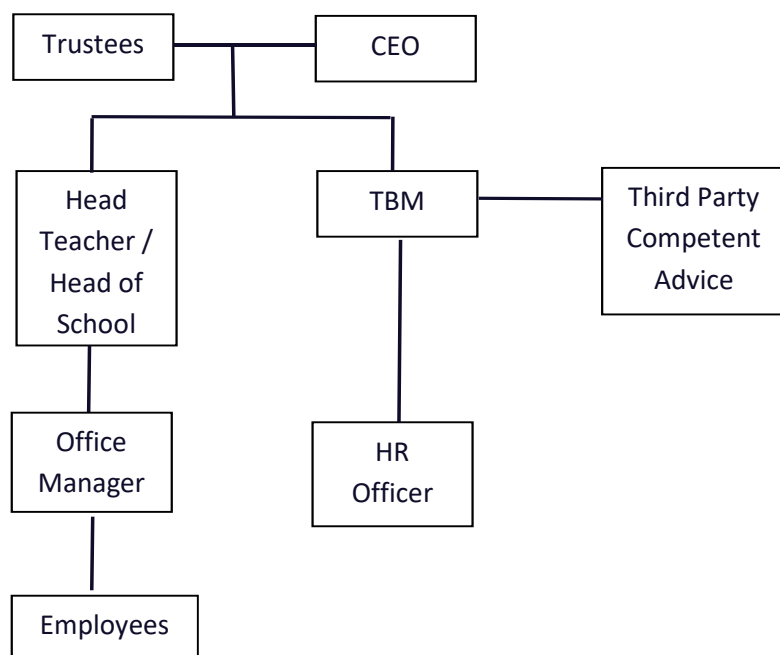 Trustees
CEO
Head
Teacher /
Head of
School
TBM
Third Party
Competent
Advice
Office
Manager
HR
Officer
Employees